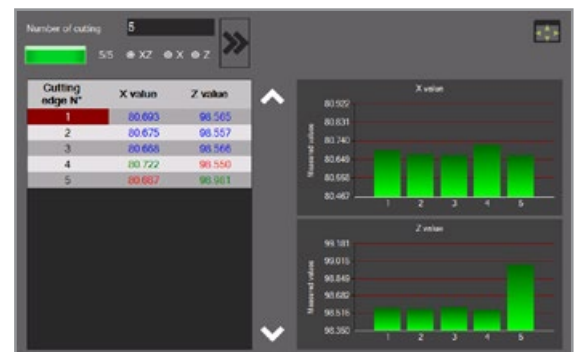 Number of cutting 5
5/5 XZ X Z
Cutting edge N° X value Z value
1 80.693 98.565
2 80.675 98.557
3 80.668 98.566
4 80.722 98.550
5 80.667 98.981
X value
Measured values
80.922
80.831
80.740
80.649
80.558
80.467
1 2 3 4 5
Z value
Measured values
99.181
99.015
98.849
98.682
98.516
98.350
1 2 3 4 5